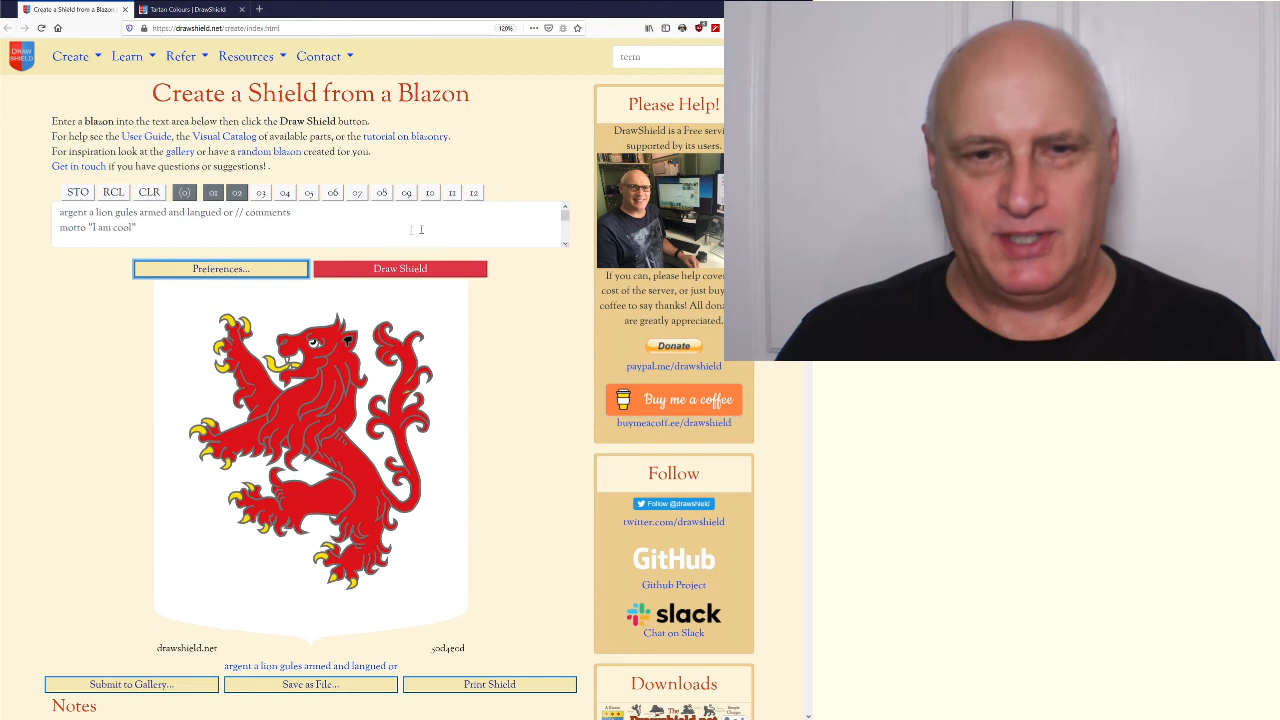 Create a Shield from a Blazon
Tartan Colours | DrawShield
https://drawshield.net/create/index.html
120%
DRAW
SHIELD
Create
Learn
Refer
Resources
Contact
term
Create a Shield from a Blazon
Enter a blazon into the text area below then click the Draw Shield button.
For help see the User Guide, the Visual Catalog of available parts, or the tutorial on blazonry.
For inspiration look at the gallery or have a random blazon created for you.
Get in touch if you have questions or suggestions! .
STO RCL CLR (0) 01 02 03 04 05 06 07 08 09 10 11 12
argent a lion gules armed and langued or // comments
motto "I am cool"
Preferences...
Draw Shield
drawshield.net
argent a lion gules armed and langued or
Submit to Gallery...
Save as File...
Print Shield
Notes
Please Help!
DrawShield is a Free servi
supported by its users.
If you can, please help cover
cost of the server, or just buy
coffee to say thanks! All dona
are greatly appreciated.
Donate
paypal.me/drawshield
Buy me a coffee
buymeacoff.ee/drawshield
Follow
Follow @drawshield
twitter.com/drawshield
GitHub
Github Project
slack
Chat on Slack
Downloads